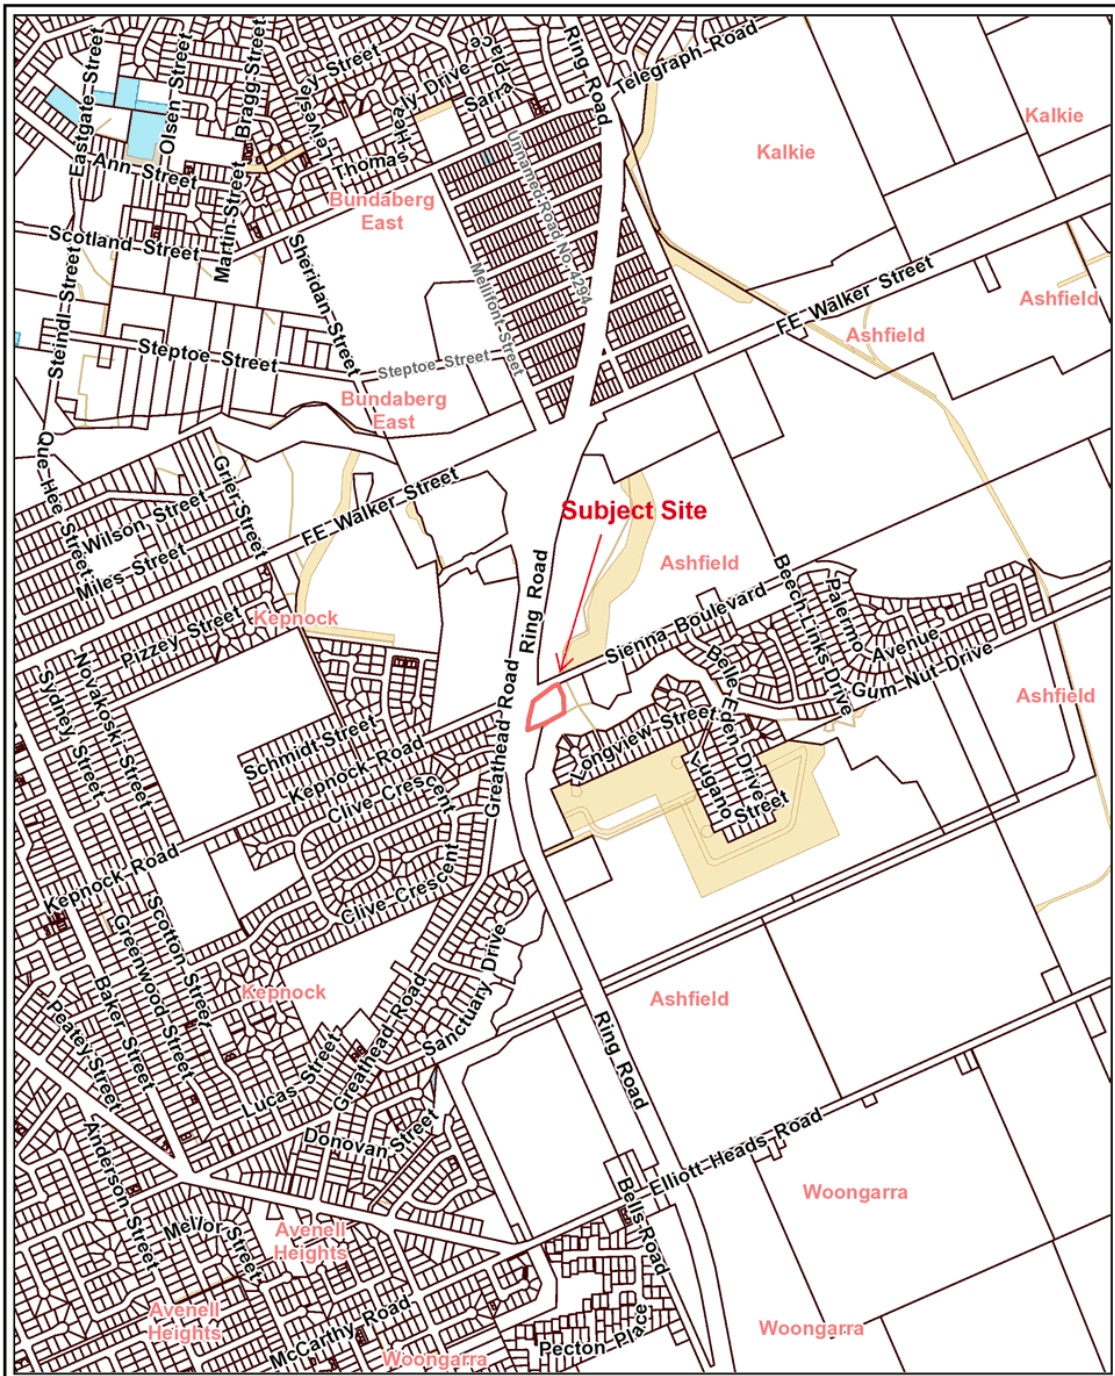 Eastgate Street
Olsen Street
Bragg Street
Leivesley Street
Thomas Healy Drive
Sarra Place
Ring Road
Telegraph Road
Kalkie
Kalkie
Ann Street
Martin Street
Unnamed Road No. 4294
Bundaberg
East
Scotland Street
Sheridan Street
Mellifont Street
FE Walker Street
Ashfield
Ashfield
Steindl Street
Steptoe Street
Steptoe Street
Bundaberg
East
Que Hee Street
Grier Street
Wilson Street
Miles Street
FE Walker Street
Subject Site
Ring Road
Ashfield
Beech Links Drive
Palermo Avenue
Sienna Boulevard
Pizzey Street
Kepnock
Novakoski Street
Sydney Street
Belle Eden Drive
Gum Nut Drive
Ashfield
Schmidt Street
Kepnock Road
Greathead Road
Longview Street
Lugano Street
Clive Crescent
Kepnock Road
Clive Crescent
Scotton Street
Greenwood Street
Baker Street
Peatey Street
Kepnock
Sanctuary Drive
Greathead Road
Ashfield
Ring Road
Lucas Street
Donovan Street
Anderson Street
Elliott Heads Road
Bells Road
Woongarra
Mellor Street
Avenell
Heights
Avenell
Heights
McCarthy Road
Woongarra
Pecton Place
Woongarra